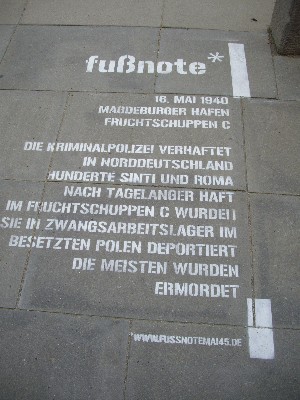 fußnote*
16. MAI 1940
MAGDEBURGER HAFEN
FRUCHTSCHUPPEN C
DIE KRIMINALPOLIZEI VERHAFTET
IN NORDDEUTSCHLAND
HUNDERTE SINTI UND ROMA
NACH TAGELANGER HAFT
IM FRUCHTSCHUPPEN C WURDEN
SIE IN ZWANGSARBEITSLAGER IM
BESETZTEN POLEN DEPORTIERT
DIE MEISTEN WURDEN
ERMORDET
*WWW.FUSSNOTEMAI45.DE